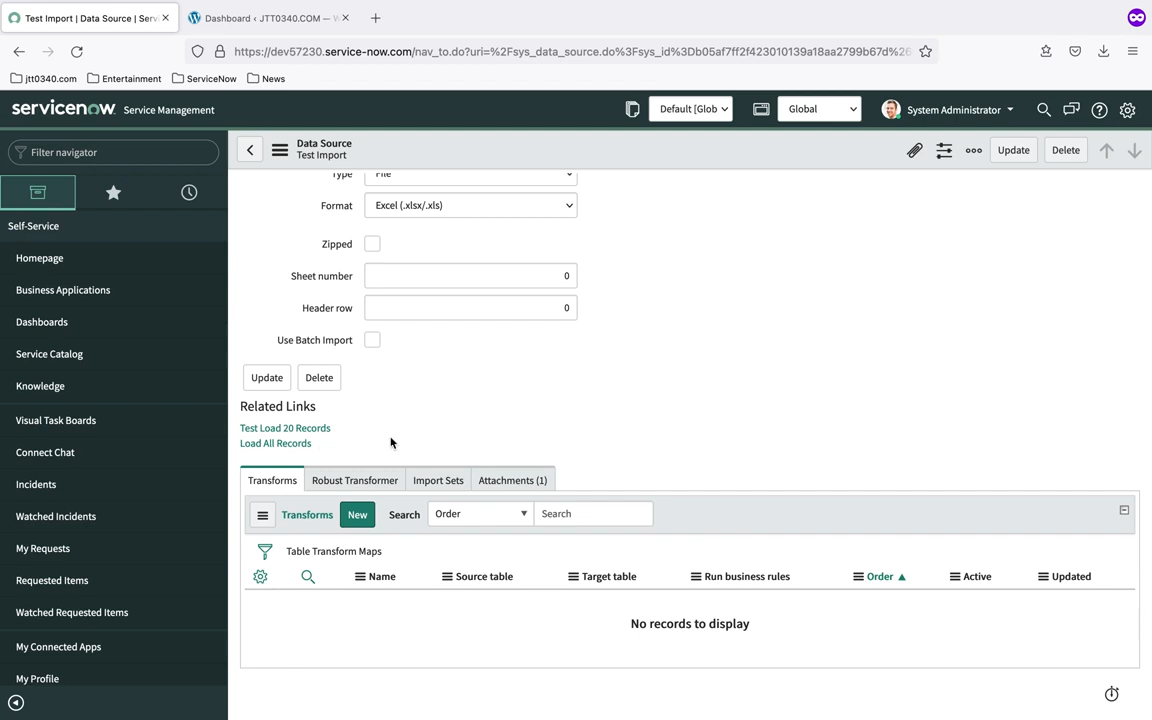 Test Import | Data Source | Serv
Dashboard ‹ JTT0340.COM —
https://dev57230.service-now.com/nav_to.do?uri=%2Fsys_data_source.do%3Fsys_id%3Db05af7ff2f423010139a18aa2799b67d%26
jtt0340.com
Entertainment
ServiceNow
News
servicenow Service Management
Default [Glob
Global
System Administrator
Filter navigator
Data Source
Test Import
Update
Delete
Self-Service
Homepage
Business Applications
Dashboards
Service Catalog
Knowledge
Visual Task Boards
Connect Chat
Incidents
Watched Incidents
My Requests
Requested Items
Watched Requested Items
My Connected Apps
My Profile
Type File
Format Excel (.xlsx/.xls)
Zipped
Sheet number 0
Header row 0
Use Batch Import
Update Delete
Related Links
Test Load 20 Records
Load All Records
Transforms Robust Transformer Import Sets Attachments (1)
Transforms New Search Order Search
Table Transform Maps
Name Source table Target table Run business rules Order Active Updated
No records to display